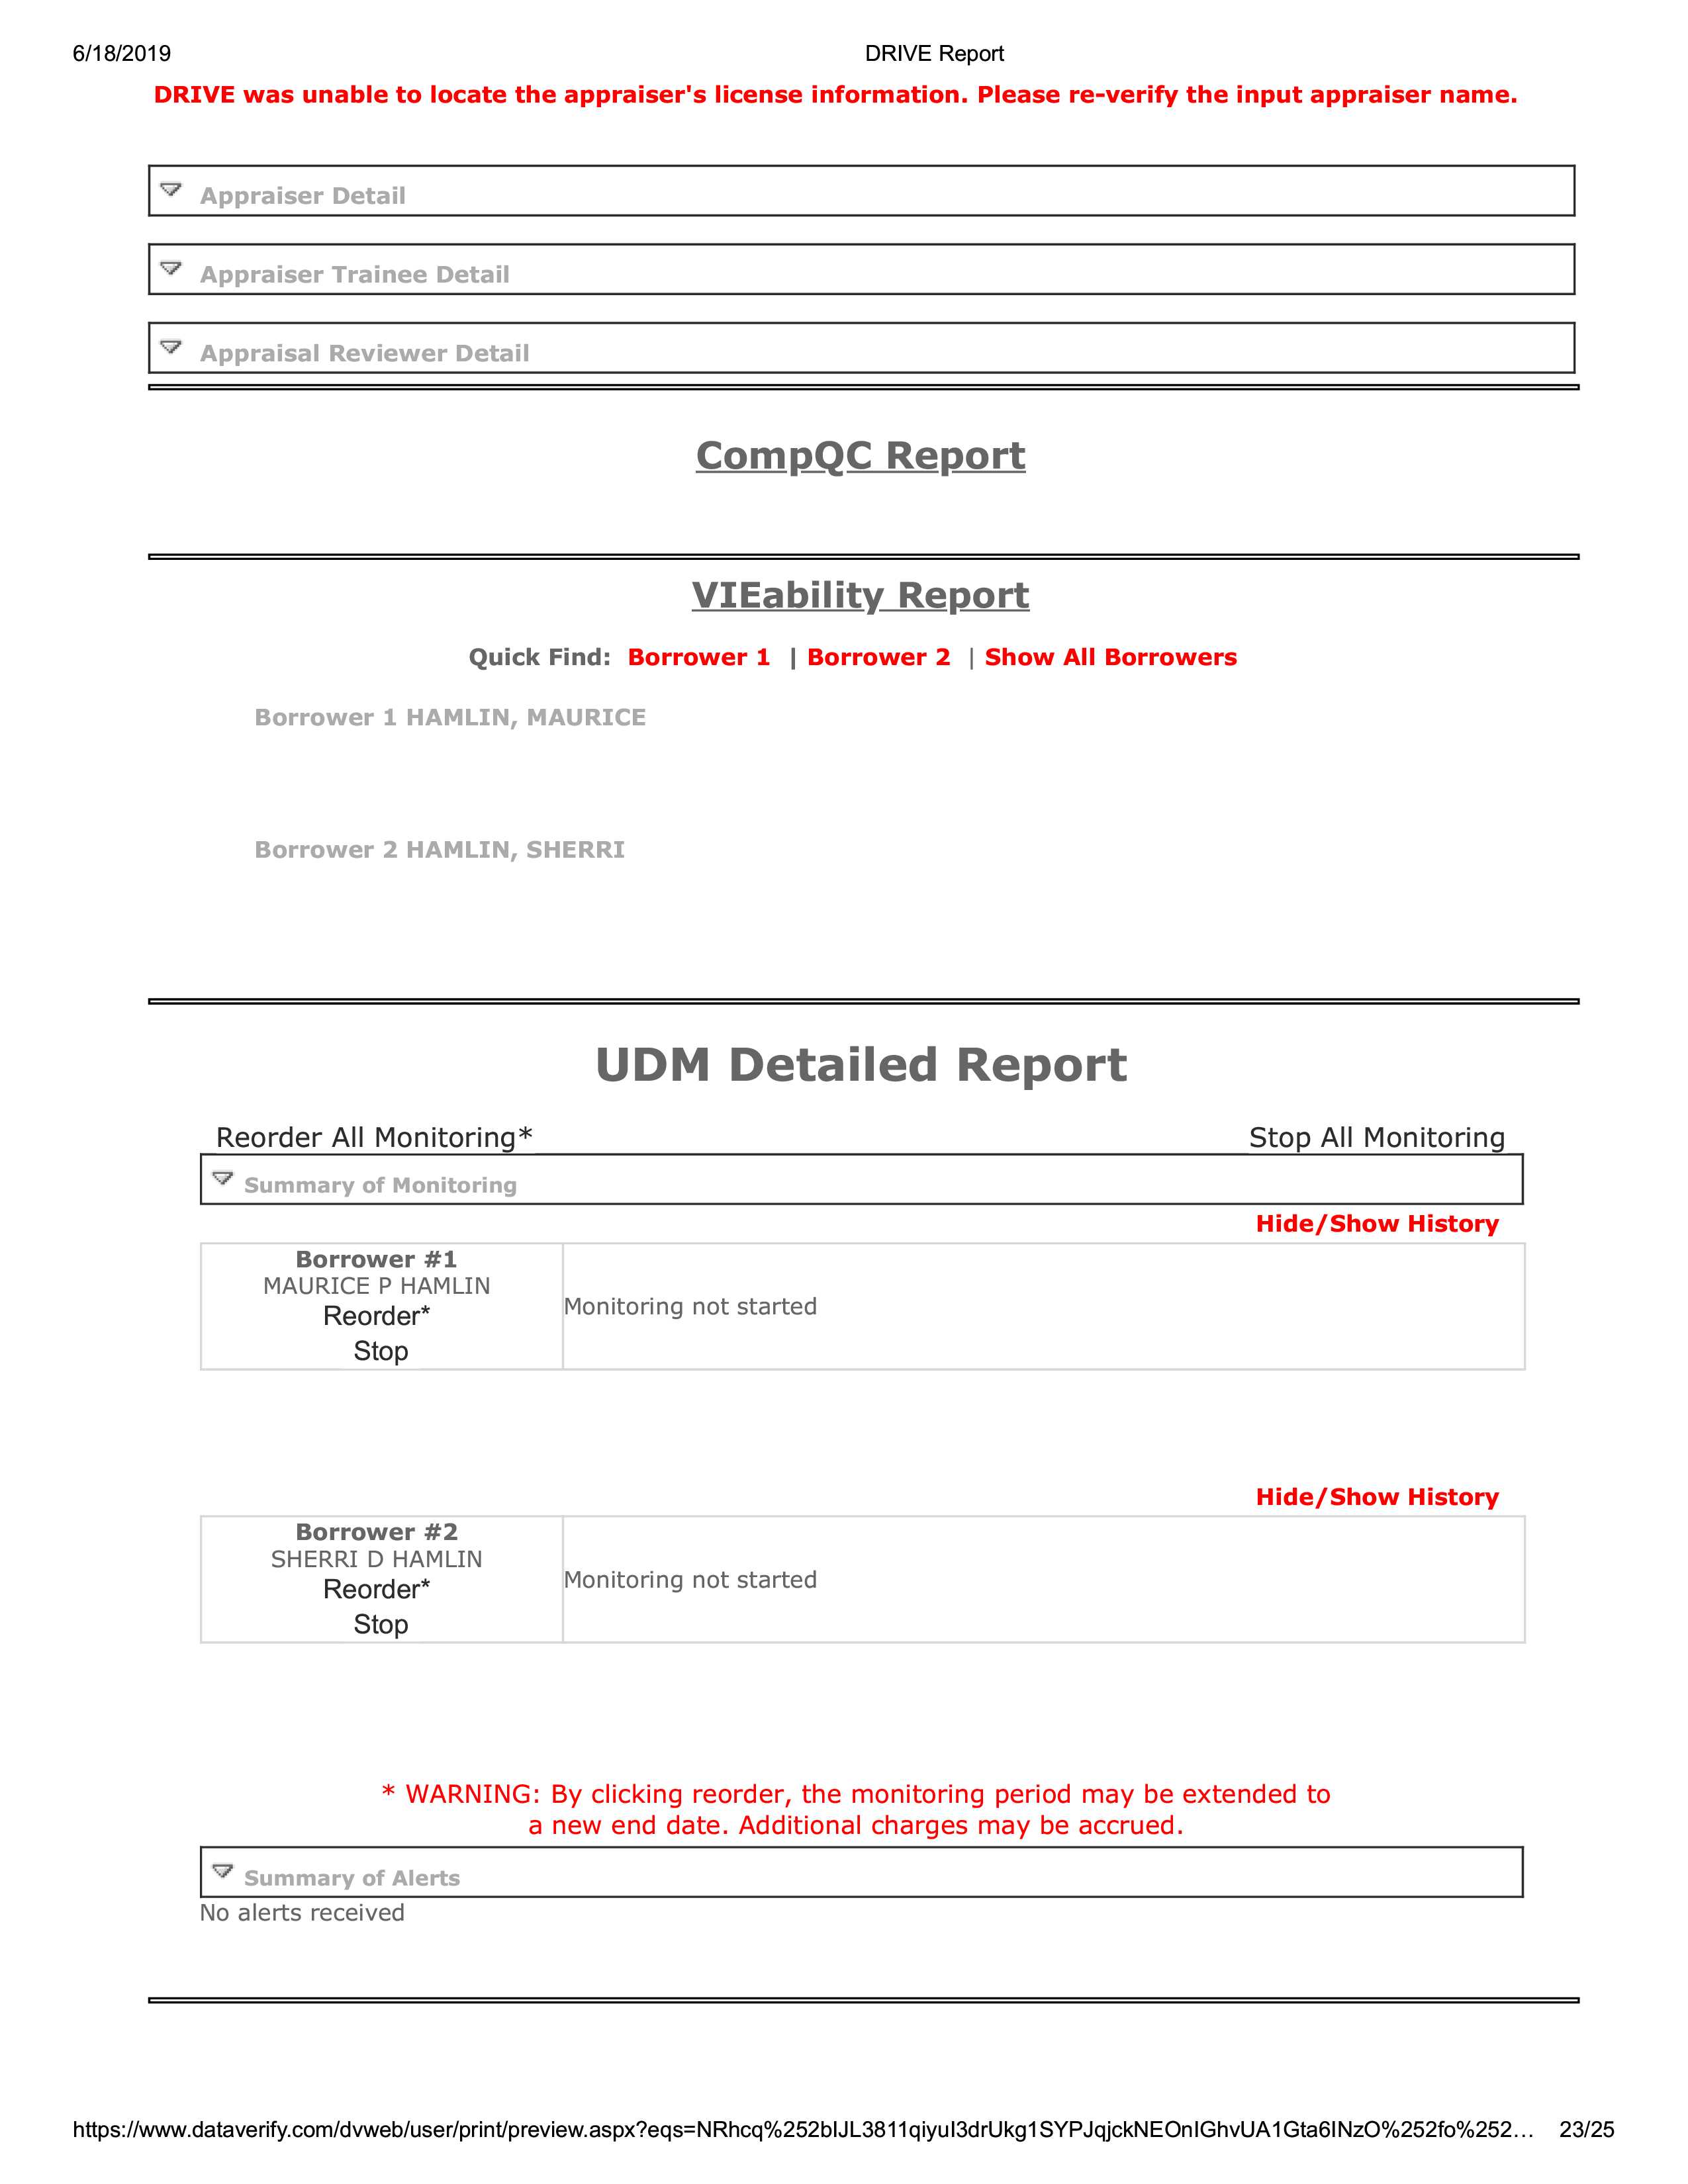 6/18/2019 DRIVE Report
DRIVE was unable to locate the appraiser's license information. Please re-verify the input appraiser name.
Appraiser Detail
Appraiser Trainee Detail
Appraisal Reviewer Detail
CompQC Report
VIEability Report
Quick Find: Borrower 1 | Borrower 2 | Show All Borrowers
Borrower 1 HAMLIN, MAURICE
Borrower 2 HAMLIN, SHERRI
UDM Detailed Report
Reorder All Monitoring* Stop All Monitoring
Summary of Monitoring
Hide/Show History
Borrower #1
MAURICE P HAMLIN
Reorder*
Stop
Monitoring not started
Hide/Show History
Borrower #2
SHERRI D HAMLIN
Reorder*
Stop
Monitoring not started
* WARNING: By clicking reorder, the monitoring period may be extended to
a new end date. Additional charges may be accrued.
Summary of Alerts
No alerts received
https://www.dataverify.com/dvweb/user/print/preview.aspx?eqs=NRhcq%252bIJL3811qiyuI3drUkg1SYPJqjckNEOnIGhvUA1Gta6INzO%252fo%252… 23/25